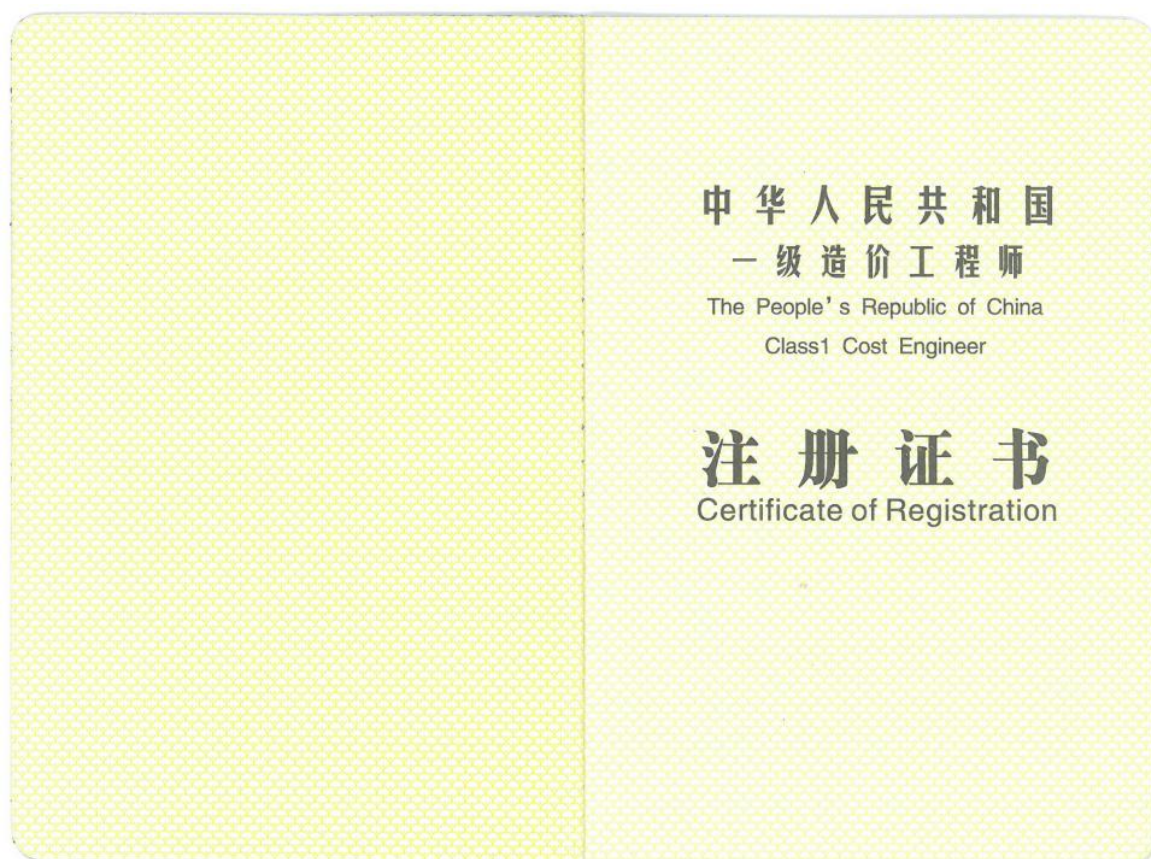 中华人民共和国
一级造价工程师
The People's Republic of China
Class1 Cost Engineer
注册证书
Certificate of Registration